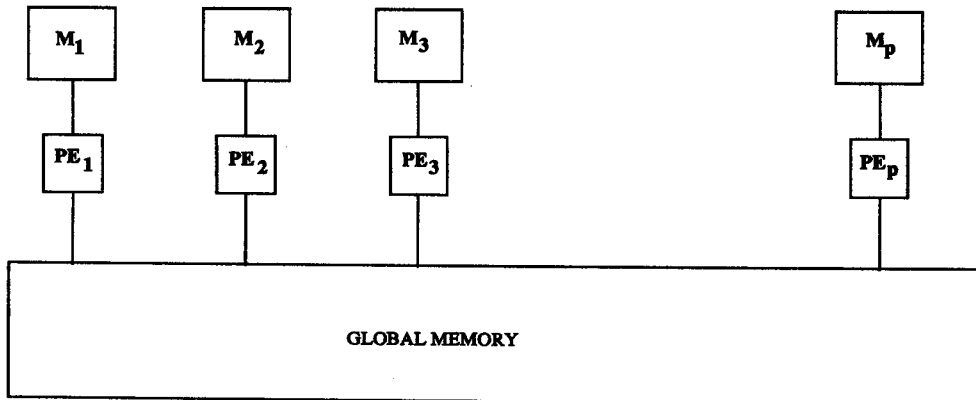 M1
M2
M3
Mp
PE1
PE2
PE3
PEp
GLOBAL MEMORY